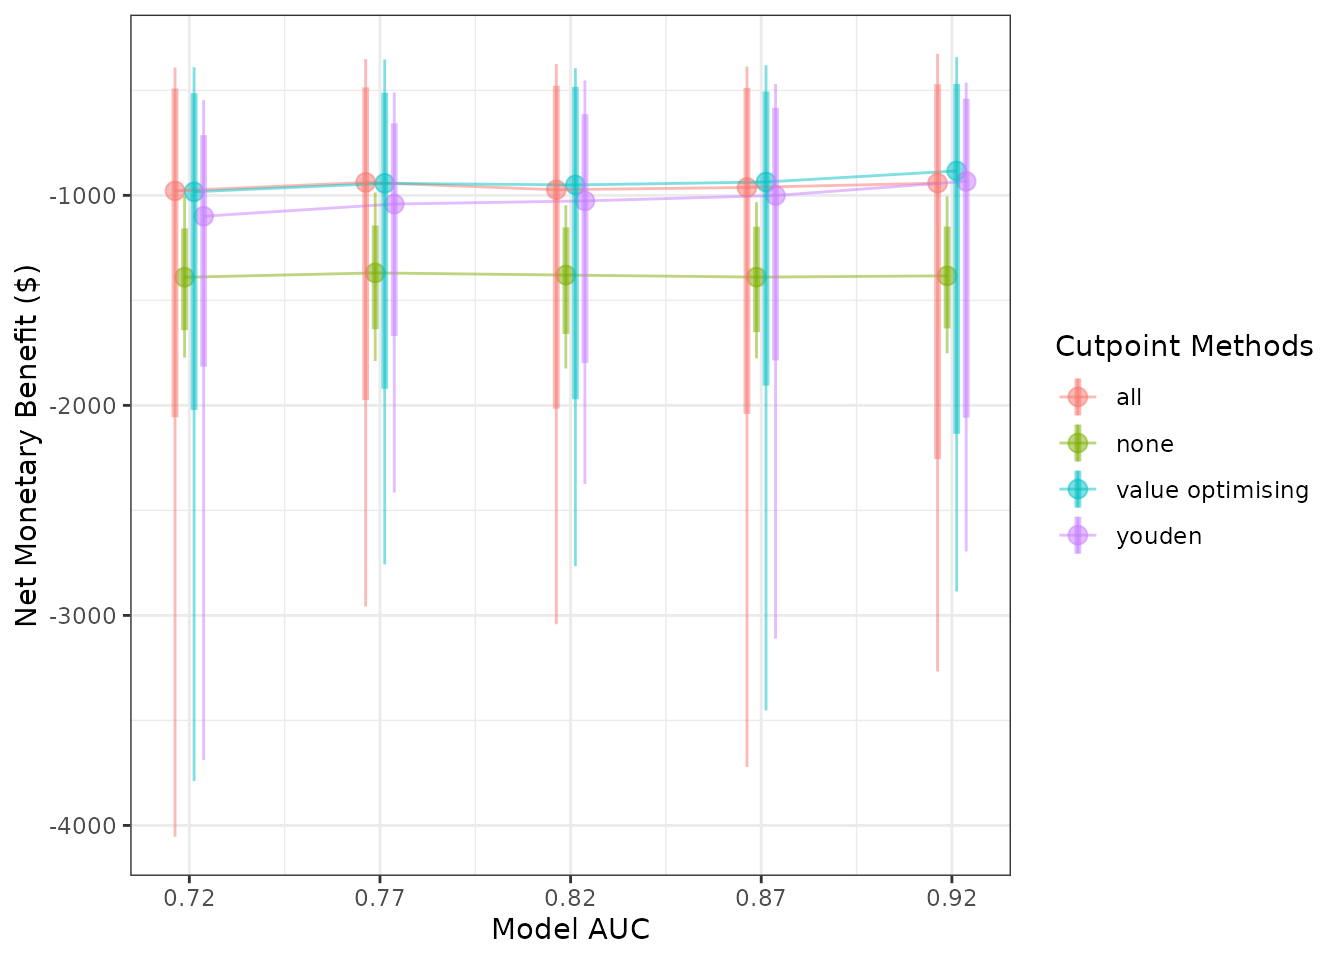 -1000
-2000
-3000
-4000
Net Monetary Benefit ($)
0.72
0.77
0.82
0.87
0.92
Model AUC
Cutpoint Methods
all
none
value optimising
youden